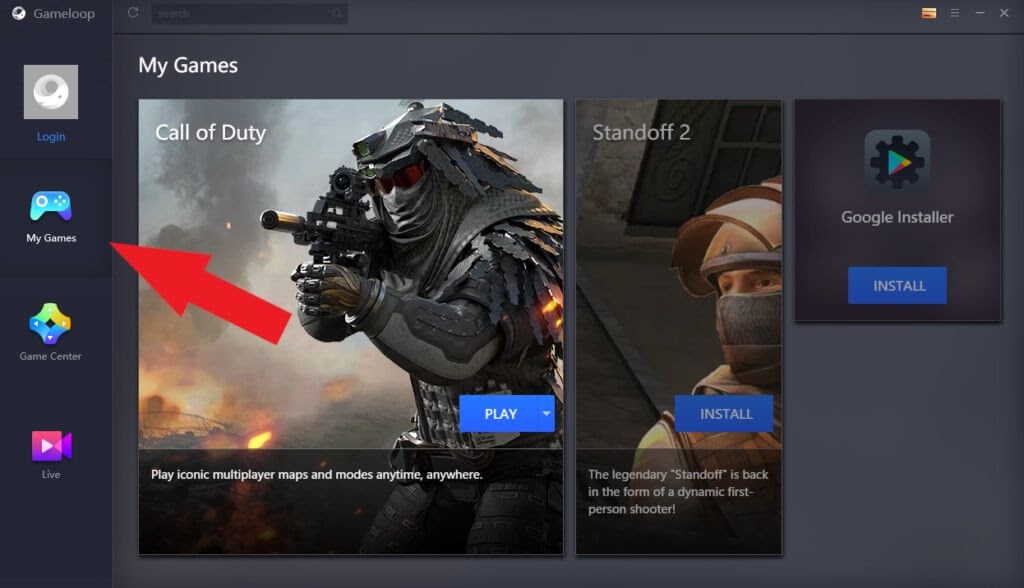 Gameloop
search
Login
My Games
Game Center
Live
My Games
Call of Duty
PLAY
Play iconic multiplayer maps and modes anytime, anywhere.
Standoff 2
INSTALL
The legendary "Standoff" is back
in the form of a dynamic first-
person shooter!
Google Installer
INSTALL